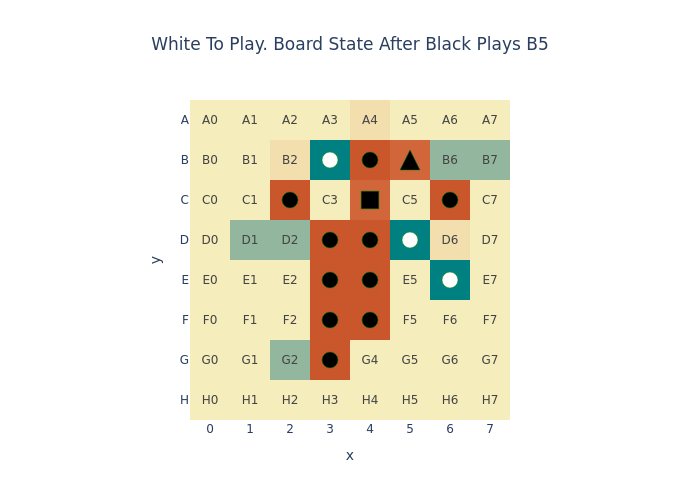 White To Play. Board State After Black Plays B5
A A0 A1 A2 A3 A4 A5 A6 A7
B B0 B1 B2 B6 B7
C C0 C1 C3 C5 C7
D D0 D1 D2 D6 D7
E E0 E1 E2 E5 E7
F F0 F1 F2 F5 F6 F7
G G0 G1 G2 G4 G5 G6 G7
H H0 H1 H2 H3 H4 H5 H6 H7
0 1 2 3 4 5 6 7
x
y